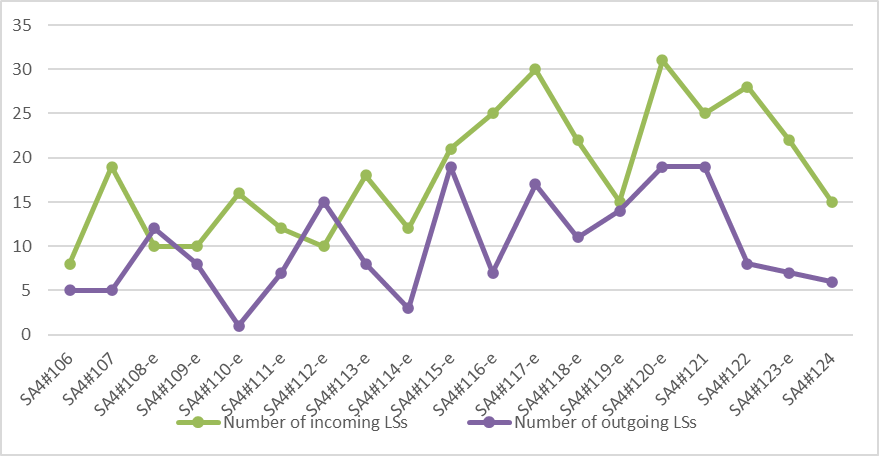 35
30
25
20
15
10
5
0
SA4#106
SA4#107
SA4#108-e
SA4#109-e
SA4#110-e
SA4#111-e
SA4#112-e
SA4#113-e
SA4#114-e
SA4#115-e
SA4#116-e
SA4#117-e
SA4#118-e
SA4#119-e
SA4#120-e
SA4#121
SA4#122
SA4#123-e
SA4#124
Number of incoming LSs Number of outgoing LSs